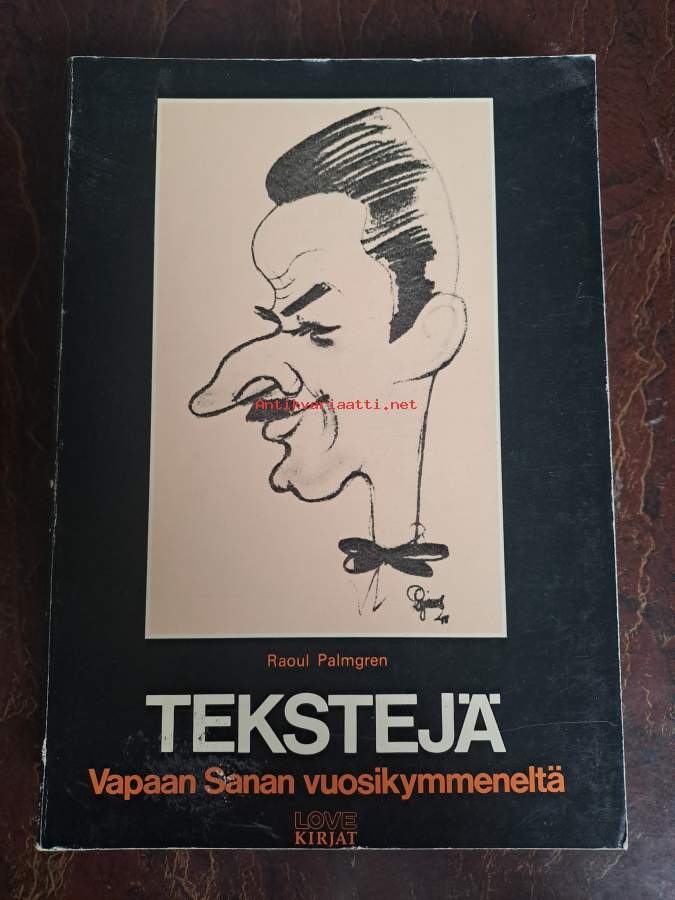 Antikvariaatti.net
Raoul Palmgren
TEKSTEJÄ
Vapaan Sanan vuosikymmeneltä
LOVE
KIRJAT